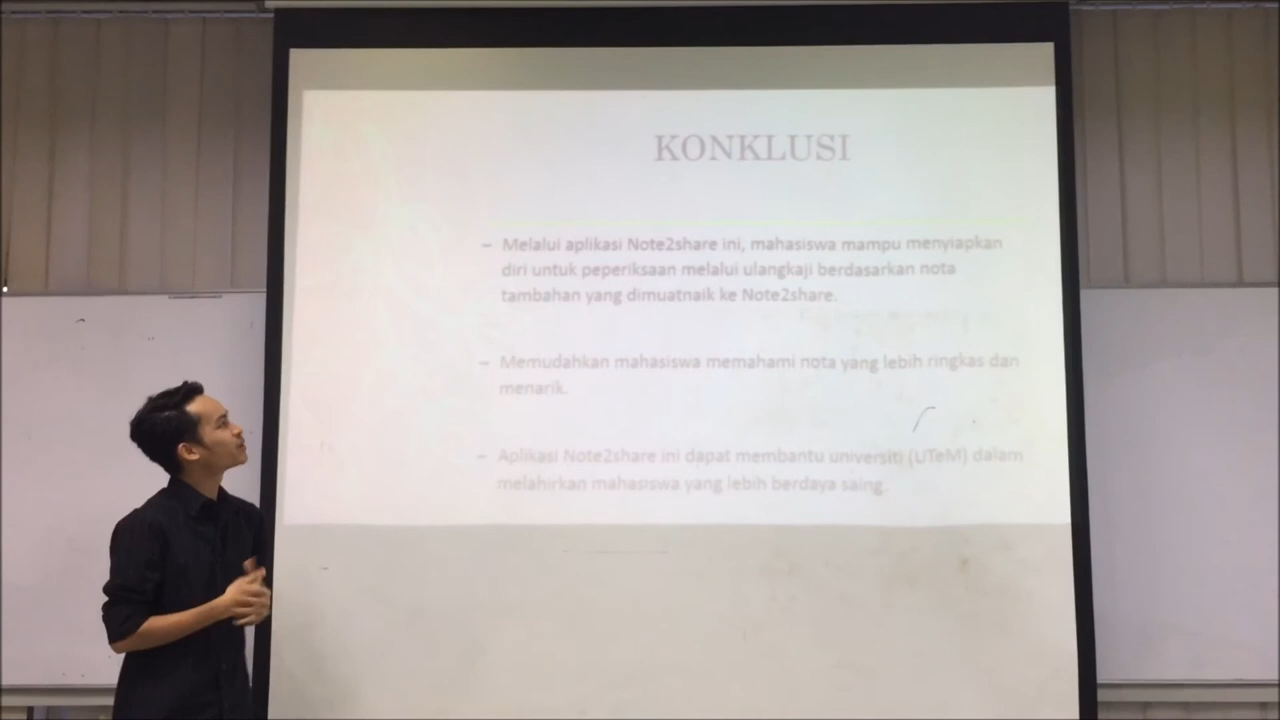 KONKLUSI
– Melalui aplikasi Note2share ini, mahasiswa mampu menyiapkan
diri untuk peperiksaan melalui ulangkaji berdasarkan nota
tambahan yang dimuatnaik ke Note2share.
– Memudahkan mahasiswa memahami nota yang lebih ringkas dan
menarik.
– Aplikasi Note2share ini dapat membantu universiti (UTeM) dalam
melahirkan mahasiswa yang lebih berdaya saing.